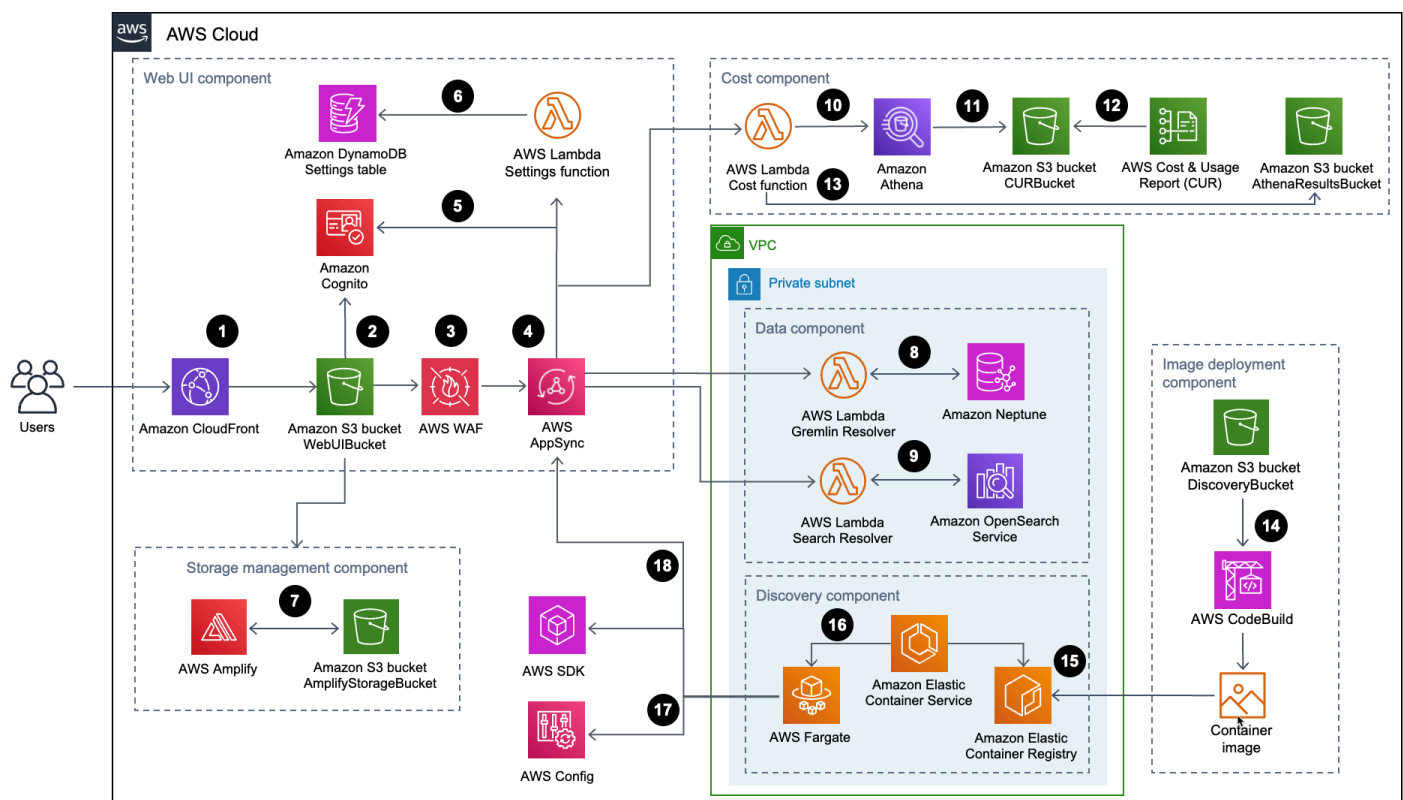 aws
AWS Cloud
Web UI component
6
Amazon DynamoDB
Settings table
AWS Lambda
Settings function
5
Amazon
Cognito
1
2
3
4
Users
Amazon CloudFront
Amazon S3 bucket
WebUIBucket
AWS WAF
AWS
AppSync
Cost component
10
11
12
AWS Lambda
Cost function
Amazon
Athena
Amazon S3 bucket
CURBucket
AWS Cost & Usage
Report (CUR)
Amazon S3 bucket
AthenaResultsBucket
13
VPC
Private subnet
Data component
8
AWS Lambda
Gremlin Resolver
Amazon Neptune
9
AWS Lambda
Search Resolver
Amazon OpenSearch
Service
Image deployment
component
Amazon S3 bucket
DiscoveryBucket
14
AWS CodeBuild
Container
image
Storage management component
7
AWS Amplify
Amazon S3 bucket
AmplifyStorageBucket
18
AWS SDK
17
AWS Config
Discovery component
16
15
Amazon Elastic
Container Service
AWS Fargate
Amazon Elastic
Container Registry